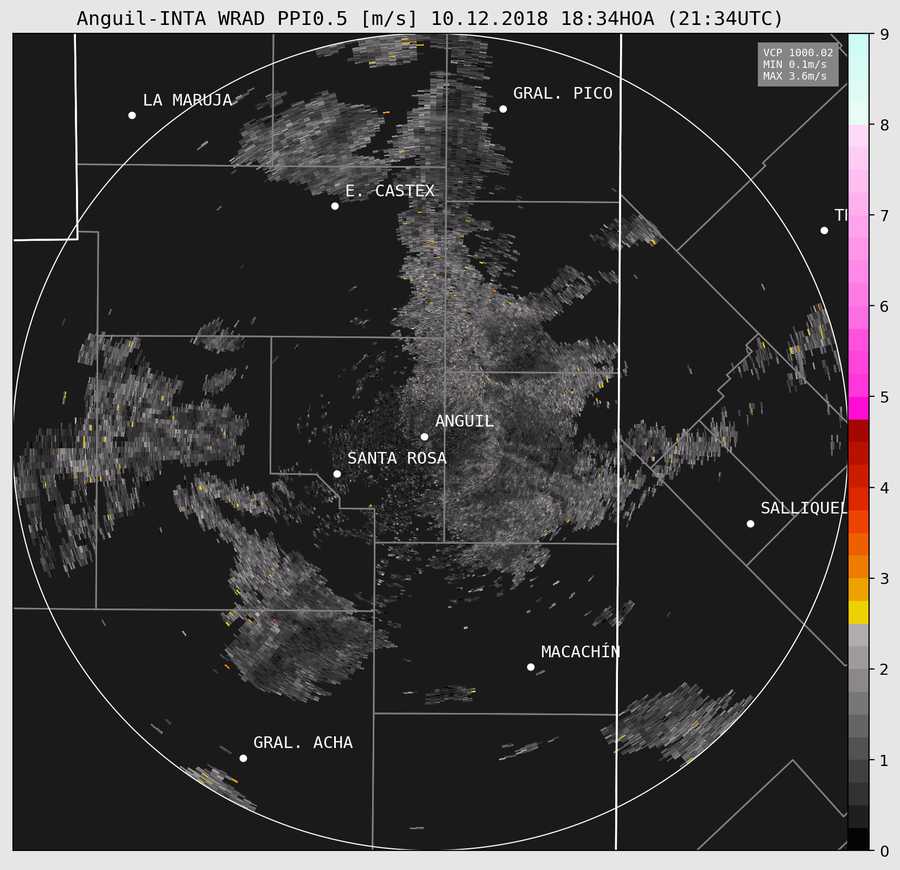 Anguil-INTA WRAD PPI0.5 [m/s] 10.12.2018 18:34HOA (21:34UTC)
VCP 1000.02
MIN 0.1m/s
MAX 3.6m/s
LA MARUJA
GRAL. PICO
E. CASTEX
ANGUIL
SANTA ROSA
SALLIQUEL
MACACHÍN
GRAL. ACHA
9
8
7
6
5
4
3
2
1
0